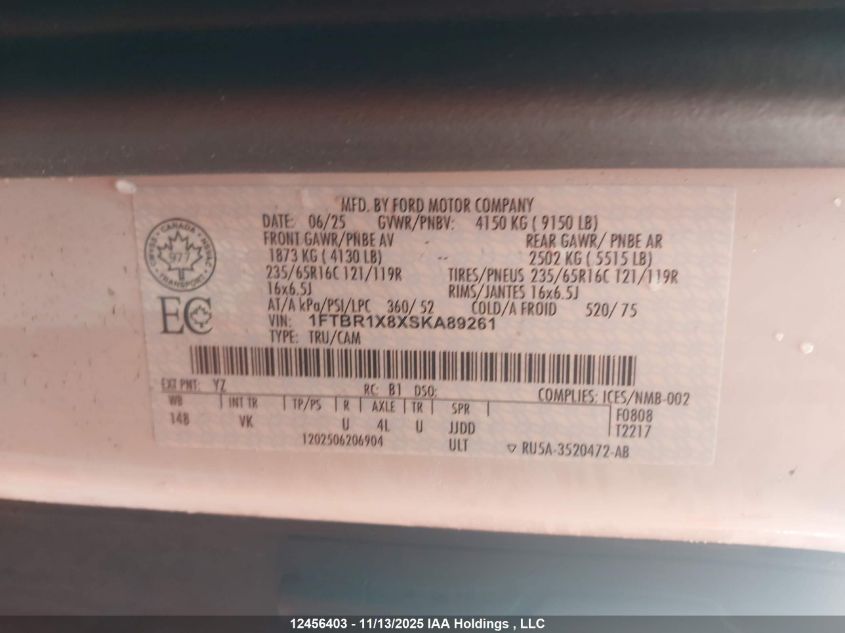 MFD. BY FORD MOTOR COMPANY
DATE: 06/25 GVWR/PNBV: 4150 KG ( 9150 LB)
FRONT GAWR/PNBE AV - REAR GAWR/ PNBE AR
1873 KG ( 4130 LB) -- 2502 KG ( 5515 LB)
235/65R16C 121/119R TIRES/PNEUS 235/65R16C 121/119R
16x6.5J RIMS/JANTES 16x6.5J
AT/A kPa/PSI/LPC 360/ 52 COLD/A FROID 520/ 75
VIN: 1FTBR1X8XSKA89261
TYPE: TRU/CAM
CANADA
97
TRANSPORT
EC
EXT PNT: YZ RC: B1 DSO: COMPLIES: ICES/NMB-002
WB INT TR TP/PS R AXLE TR SPR F0808
148 VK U 4L U JJDD T2217
1202506206904 ULT ▽ RU5A-3520472-AB
12456403 - 11/13/2025 IAA Holdings , LLC